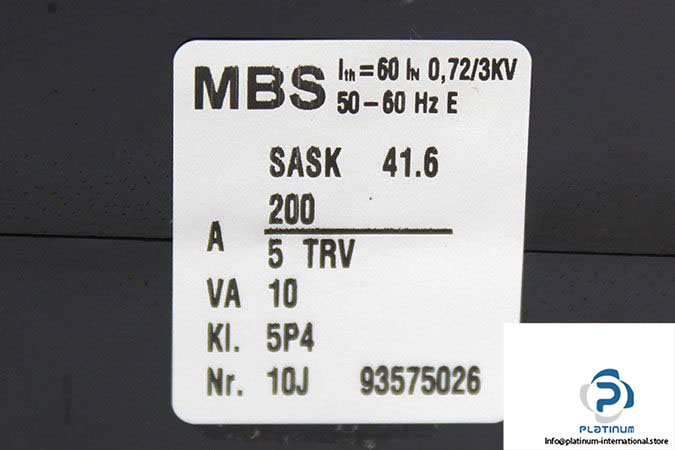 MBS Ith=60 IN 0,72/3KV
50-60 Hz E
SASK 41.6
A 200
5 TRV
VA 10
Kl. 5P4
Nr. 10J 93575026
PLATINUM
Info@platinum-international.store